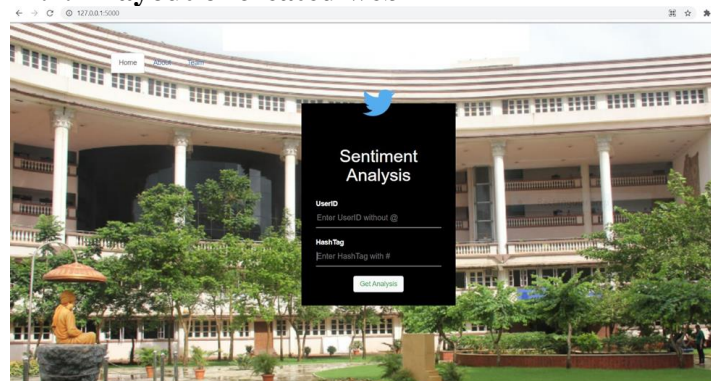 127.0.0.1:5000
Home About Team
Sentiment
Analysis
UserID
Enter UserID without @
HashTag
Enter HashTag with #
Get Analysis